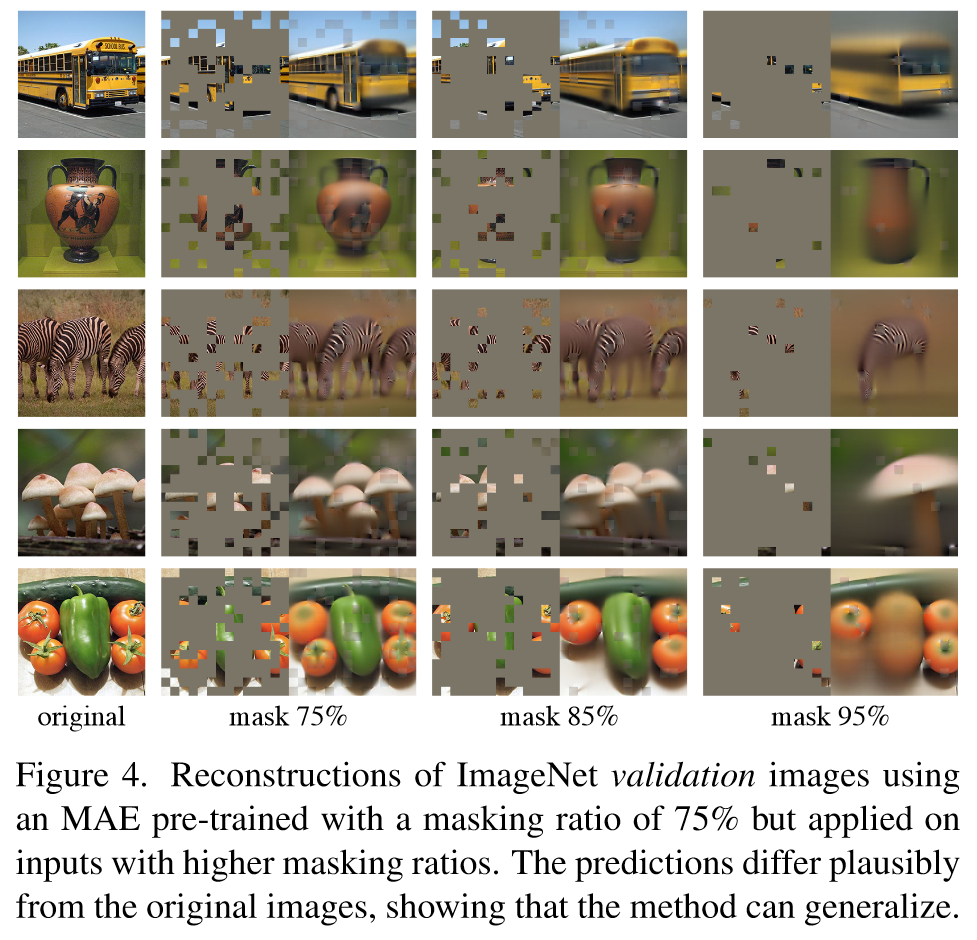 SCHOOL BUS
original mask 75% mask 85% mask 95%
Figure 4. Reconstructions of ImageNet validation images using
an MAE pre-trained with a masking ratio of 75% but applied on
inputs with higher masking ratios. The predictions differ plausibly
from the original images, showing that the method can generalize.